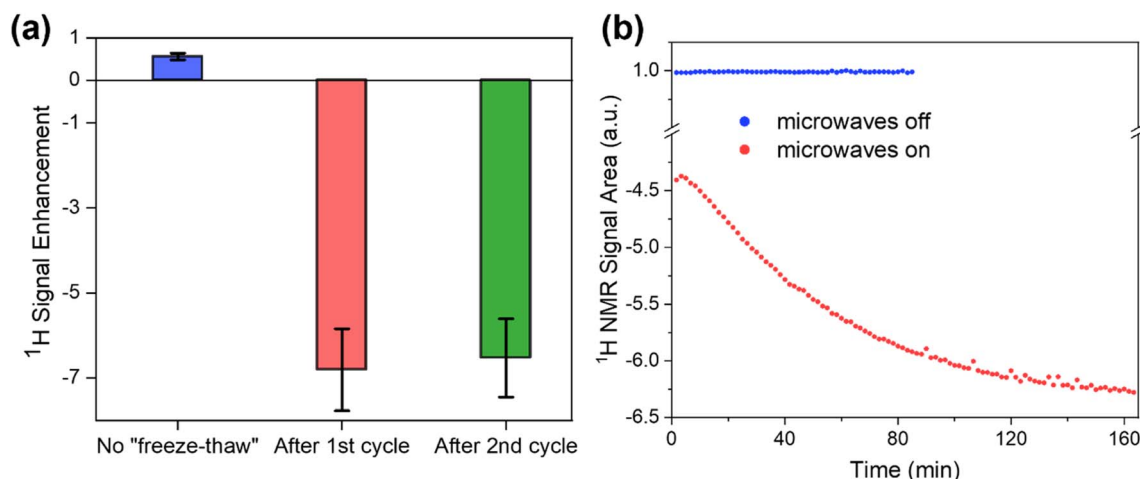 (a)
¹H Signal Enhancement
1
0
-1
-3
-5
-7
No "freeze-thaw"
After 1st cycle
After 2nd cycle
(b)
¹H NMR Signal Area (a.u.)
1.0
-4.5
-5.0
-5.5
-6.0
-6.5
microwaves off
microwaves on
0
40
80
120
160
Time (min)